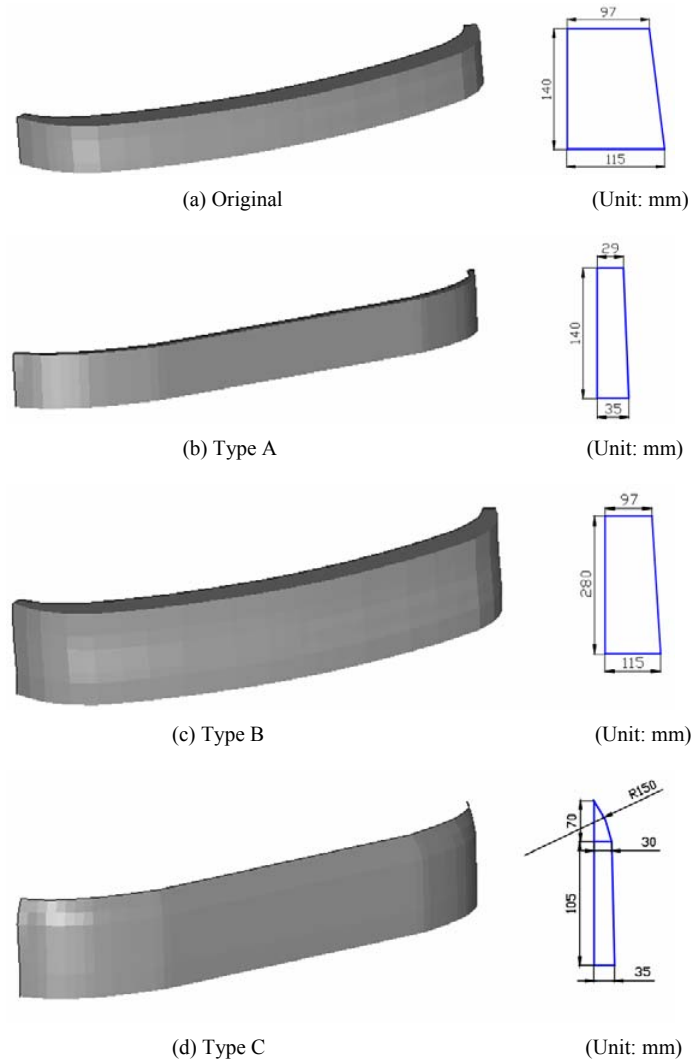 97
140
115
(a) Original (Unit: mm)
29
140
35
(b) Type A (Unit: mm)
97
280
115
(c) Type B (Unit: mm)
R150
70
30
105
35
(d) Type C (Unit: mm)